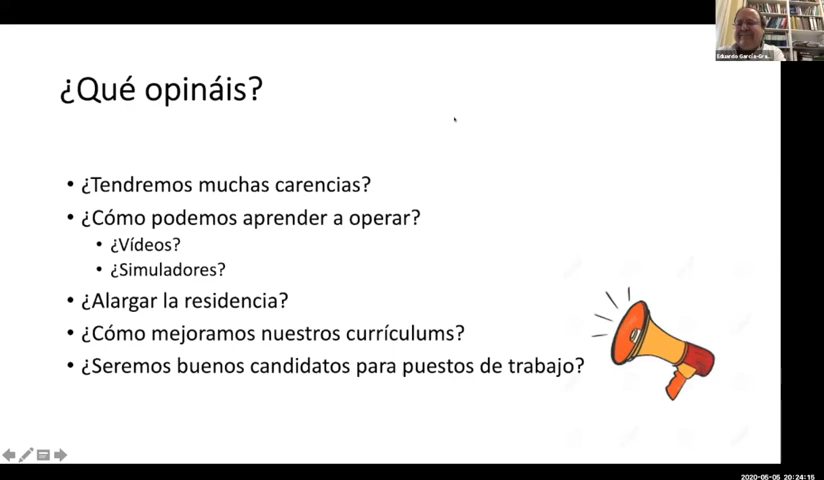 Eduardo García-Gra...
¿Qué opináis?
• ¿Tendremos muchas carencias?
• ¿Cómo podemos aprender a operar?
• ¿Vídeos?
• ¿Simuladores?
• ¿Alargar la residencia?
• ¿Cómo mejoramos nuestros currículums?
• ¿Seremos buenos candidatos para puestos de trabajo?
2020-05-05 20:24:15